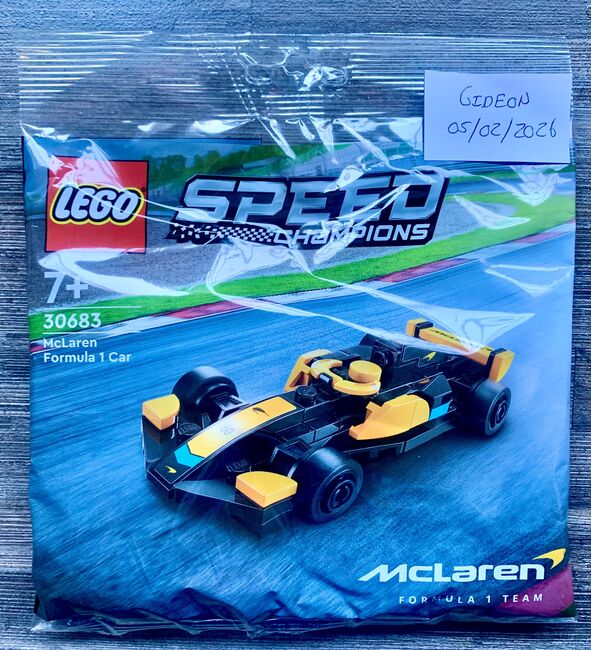 GIDEON
05/02/2026
LEGO
SPEED
CHAMPIONS
7+
30683
McLaren
Formula 1 Car
McLaren
FORMULA 1 TEAM